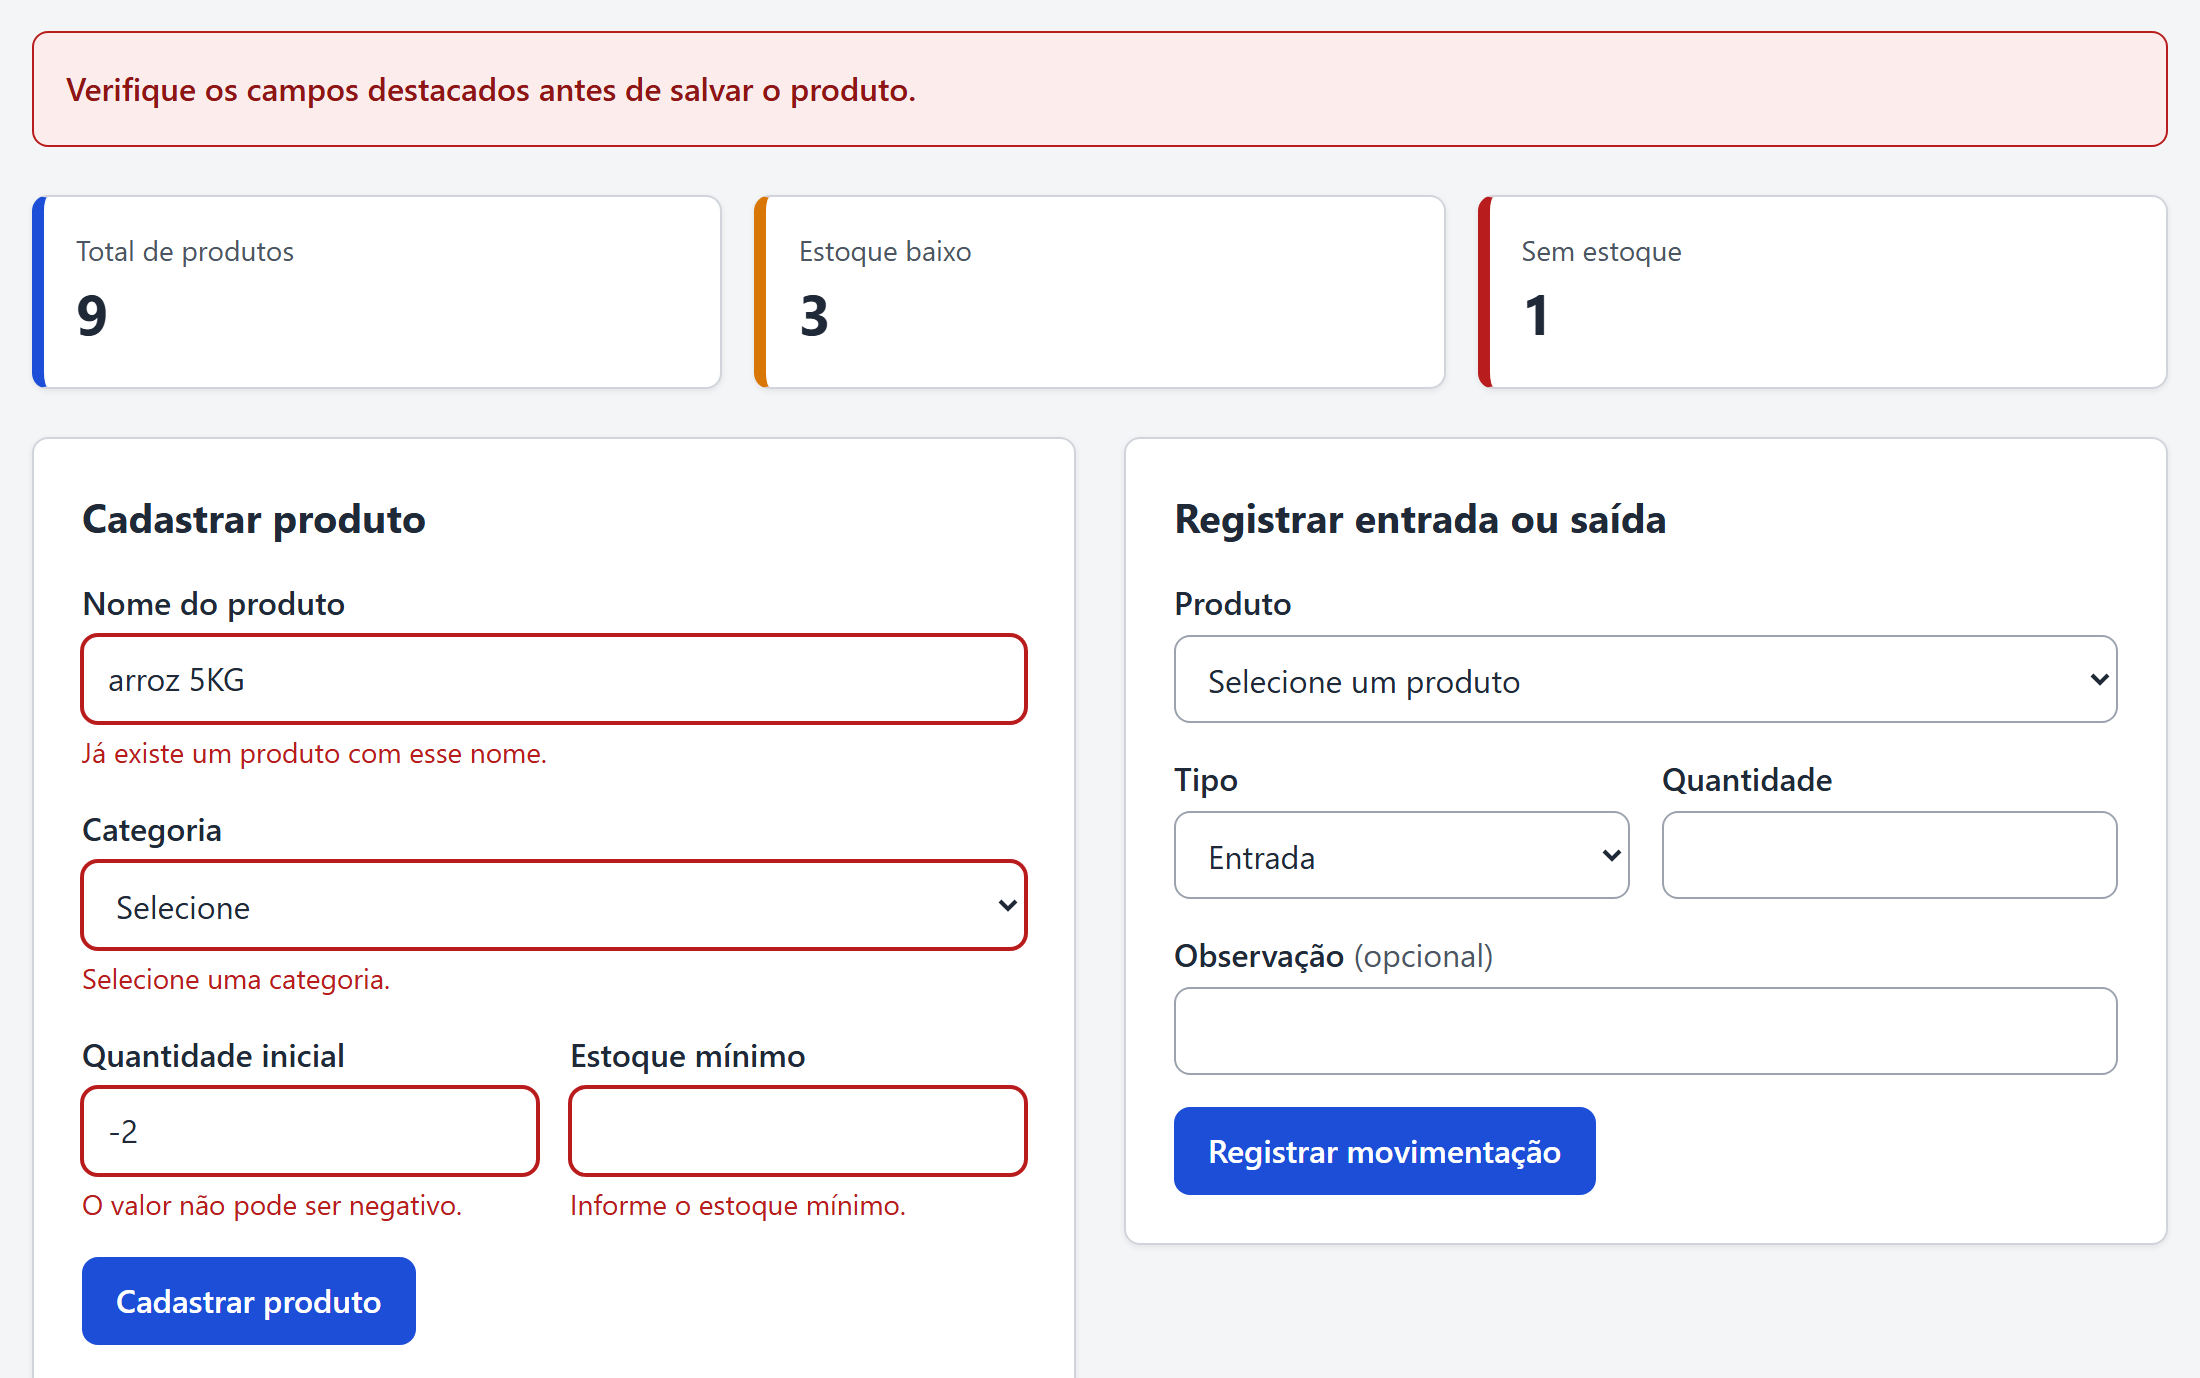 Verifique os campos destacados antes de salvar o produto.
Total de produtos
9
Estoque baixo
3
Sem estoque
1
Cadastrar produto
Nome do produto
arroz 5KG
Já existe um produto com esse nome.
Categoria
Selecione
Selecione uma categoria.
Quantidade inicial
-2
O valor não pode ser negativo.
Estoque mínimo
Informe o estoque mínimo.
Cadastrar produto
Registrar entrada ou saída
Produto
Selecione um produto
Tipo
Entrada
Quantidade
Observação (opcional)
Registrar movimentação